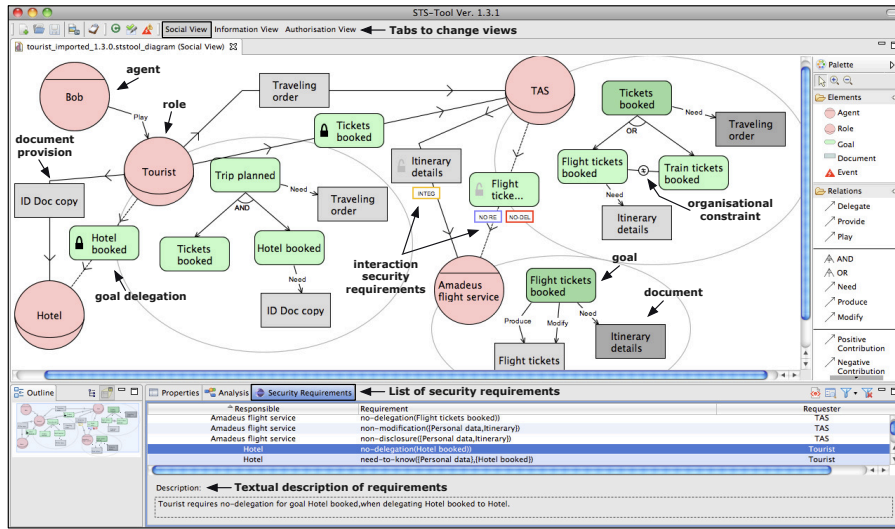 STS-Tool Ver. 1.3.1
Social View Information View Authorisation View Tabs to change views
tourist_imported_1.3.0.ststool_diagram (Social View)
Bob
agent
Play
role
Tourist
document
provision
ID Doc copy
Hotel
booked
goal delegation
Hotel
Traveling
order
Tickets
booked
Trip planned
Need
Traveling
order
AND
Tickets
booked
Hotel booked
Need
ID Doc copy
TAS
Itinerary
details
INTEG
Flight
ticke...
NO-RE
NO-DEL
interaction
security
requirements
Amadeus
flight service
Tickets
booked
Need
Traveling
order
OR
Flight tickets
booked
Train tickets
booked
Need
Itinerary
details
organisational
constraint
goal
Flight tickets
booked
document
Produce
Modify
Need
Flight tickets
Itinerary
details
Palette
Elements
Agent
Role
Goal
Document
Event
Relations
Delegate
Provide
Play
AND
OR
Need
Produce
Modify
Positive
Contribution
Negative
Contribution
Outline
Properties Analysis Security Requirements List of security requirements
Responsible Requirement Requester
Amadeus flight service no-delegation(Flight tickets booked)) TAS
Amadeus flight service non-modification([Personal data,Itinerary) TAS
Amadeus flight service non-disclosure([Personal data,Itinerary) TAS
Hotel no-delegation(Hotel booked)) Tourist
Hotel need-to-know([Personal data},[Hotel booked)) Tourist
Description: Textual description of requirements
Tourist requires no-delegation for goal Hotel booked,when delegating Hotel booked to Hotel.